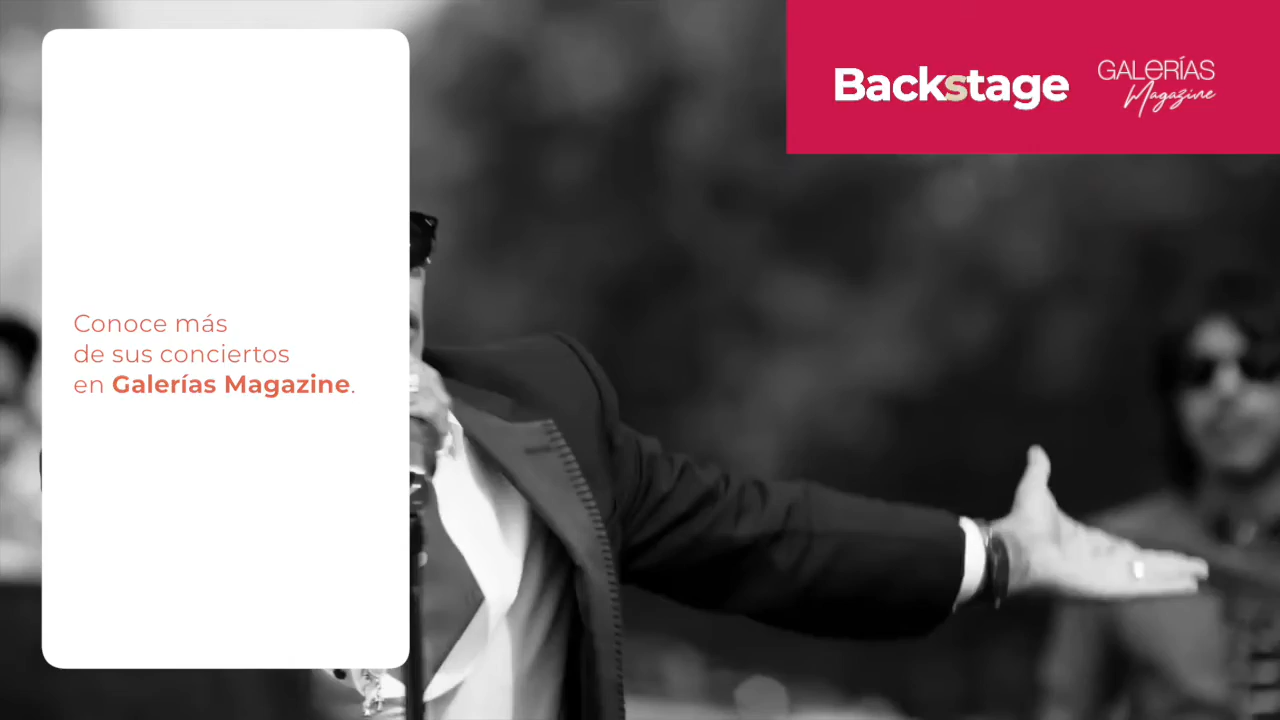 Backstage
GALERÍAS
Magazine
Conoce más
de sus conciertos
en Galerías Magazine.